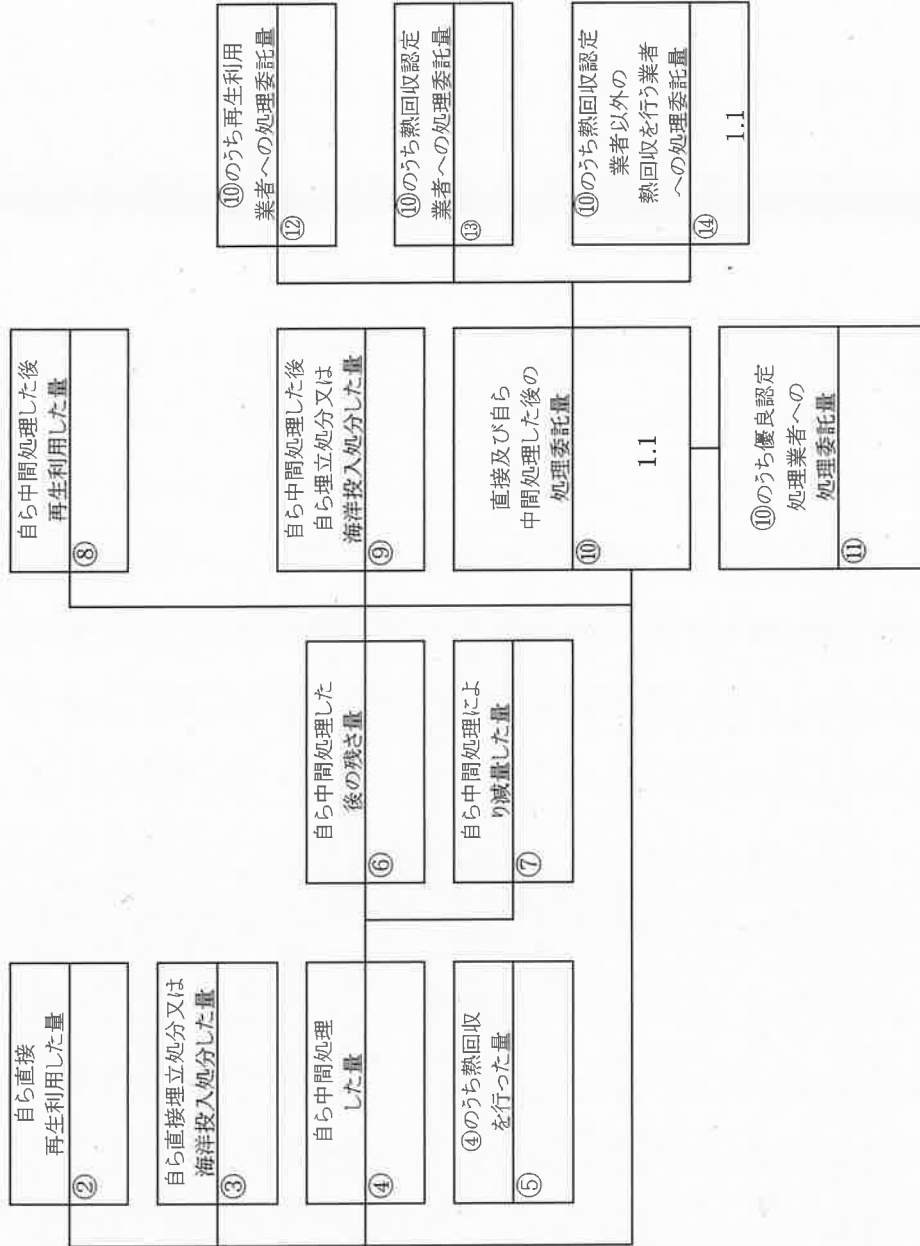 自ら直接
再生利用した量
②
自ら直接埋立処分又は
海洋投入処分した量
③
自ら中間処理
した量
④
④のうち熱回収
を行った量
⑤
自ら中間処理した
後の残さ量
⑥
自ら中間処理によ
り減量した量
⑦
自ら中間処理した後
再生利用した量
⑧
自ら中間処理した後
自ら埋立処分又は
海洋投入処分した量
⑨
直接及び自ら
中間処理した後の
処理委託量
⑩
1.1
⑩のうち優良認定
処理業者への
処理委託量
⑪
⑩のうち再生利用
業者への処理委託量
⑫
⑩のうち熱回収認定
業者への処理委託量
⑬
⑩のうち熱回収認定
業者以外の
熱回収を行う業者
への処理委託量
⑭
1.1